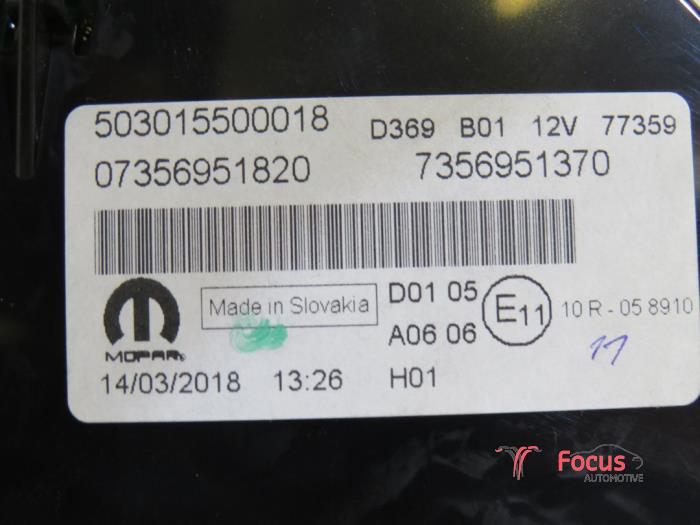 503015500018 D369 B01 12V 77359
07356951820 7356951370
MOPAR
Made in Slovakia
D01 05
A06 06
H01
E11 10 R - 05 8910
11
14/03/2018 13:26
Focus
AUTOMOTIVE